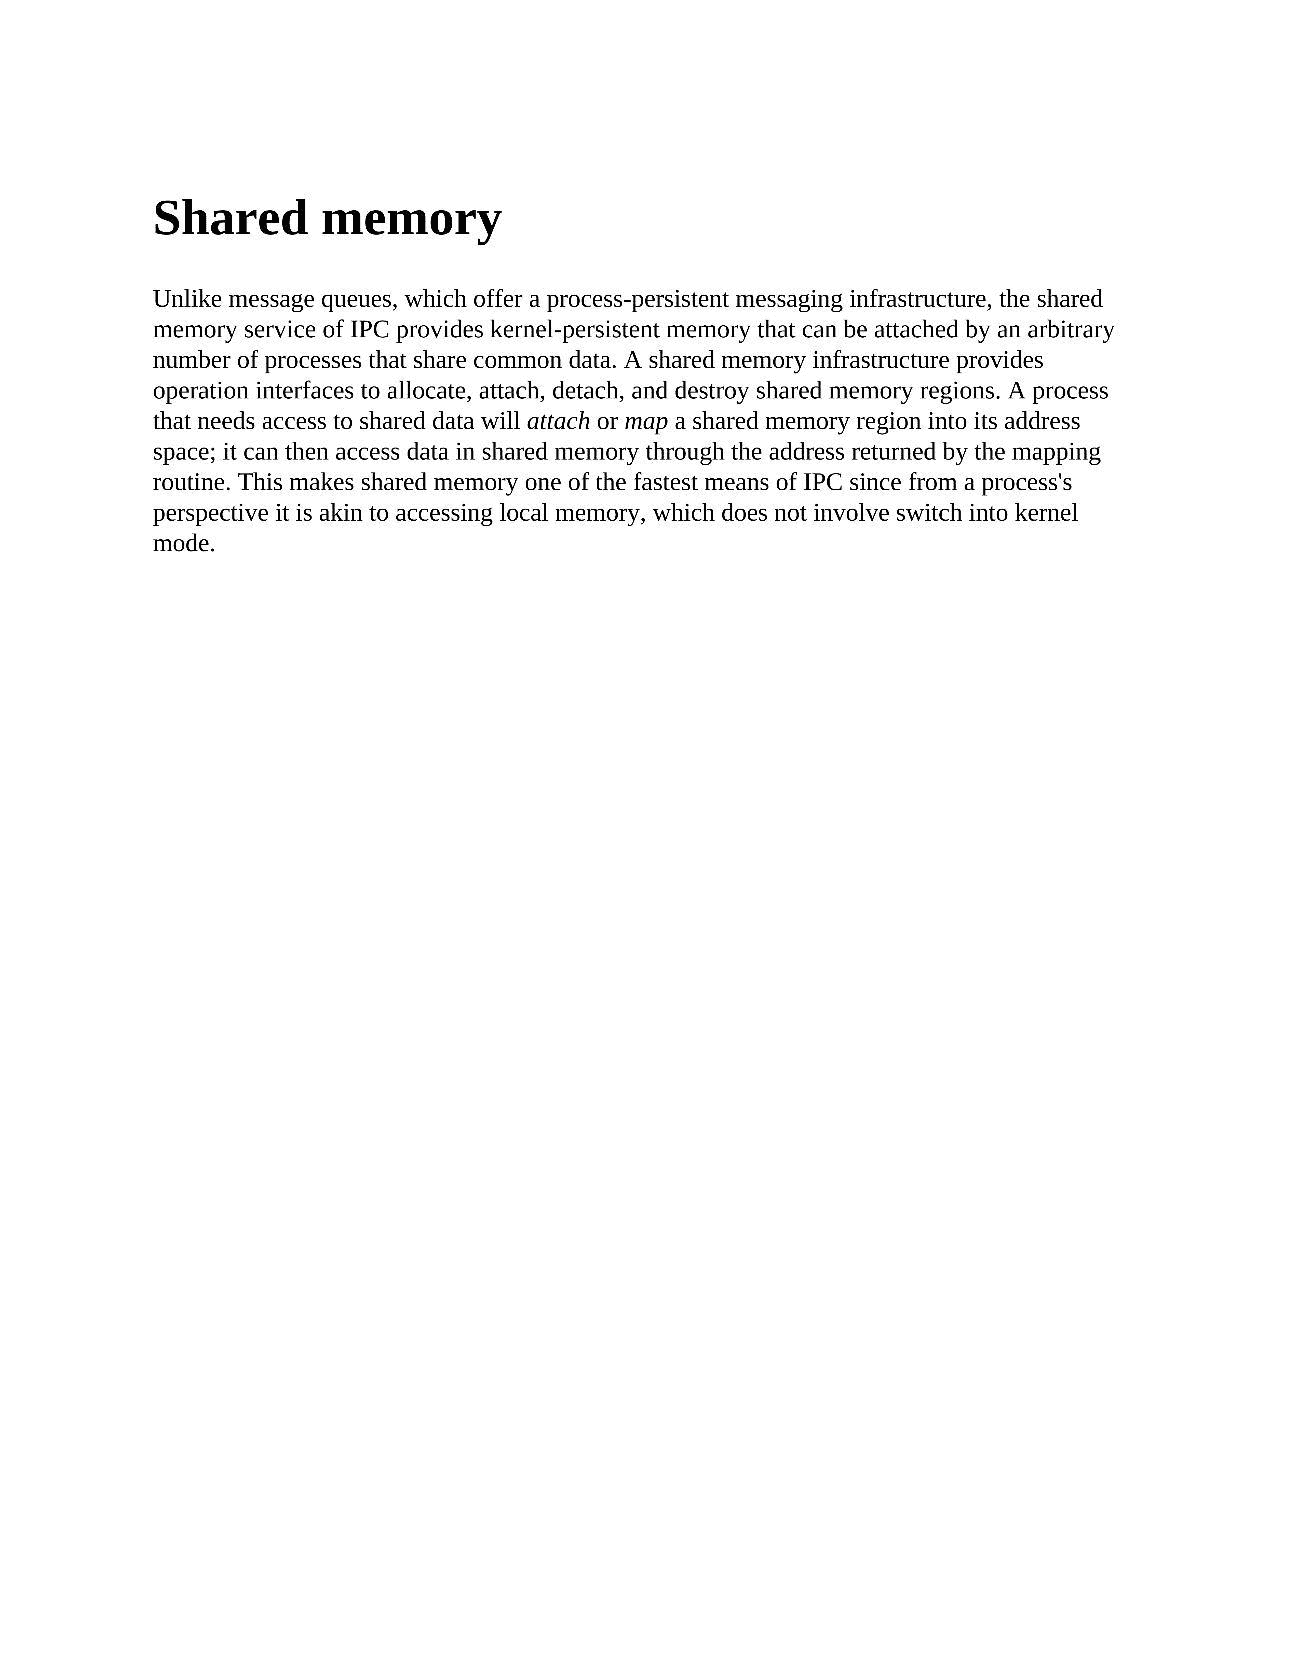 Shared memory
Unlike message queues, which offer a process-persistent messaging infrastructure, the shared
memory service of IPC provides kernel-persistent memory that can be attached by an arbitrary
number of processes that share common data. A shared memory infrastructure provides
operation interfaces to allocate, attach, detach, and destroy shared memory regions. A process
that needs access to shared data will attach or map a shared memory region into its address
space; it can then access data in shared memory through the address returned by the mapping
routine. This makes shared memory one of the fastest means of IPC since from a process's
perspective it is akin to accessing local memory, which does not involve switch into kernel
mode.